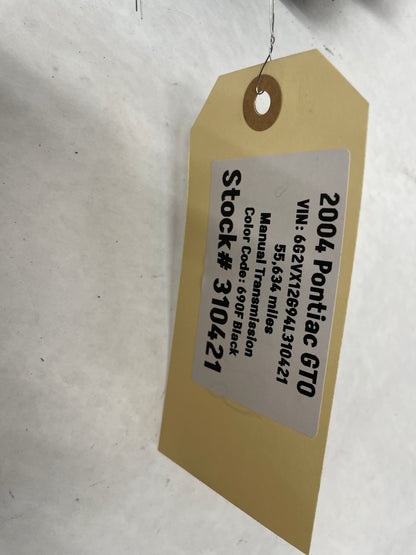 2004 Pontiac GTO
VIN: 6G2VX12G94L310421
55,634 miles
Manual Transmission
Color Code: 690F Black
Stock# 310421